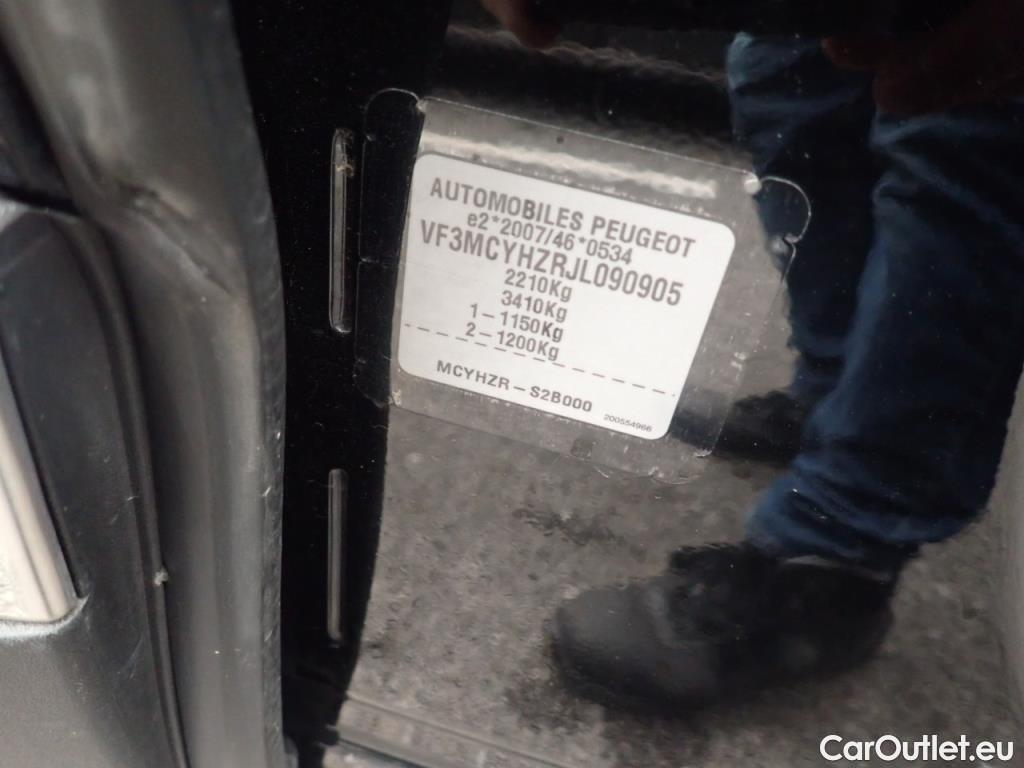 AUTOMOBILES PEUGEOT
e2*2007/46*0534
VF3MCYHZRJL090905
2210Kg
3410Kg
1-1150Kg
2-1200Kg
MCYHZR-S2B000
200554966
CarOutlet.eu